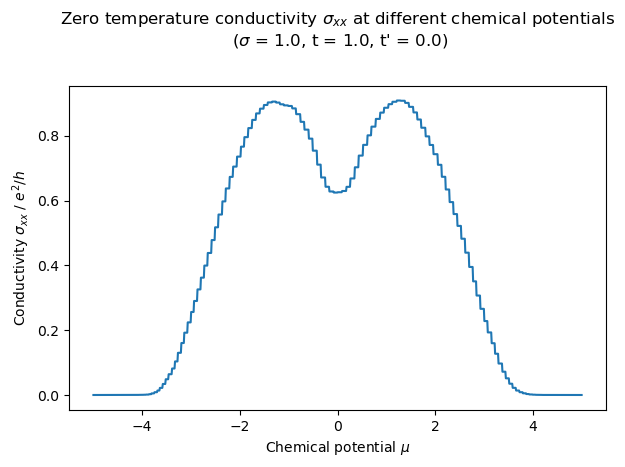 Zero temperature conductivity σxx at different chemical potentials
(σ = 1.0, t = 1.0, t' = 0.0)
Conductivity σxx / e²/h
0.8
0.6
0.4
0.2
0.0
−4
−2
0
2
4
Chemical potential μ